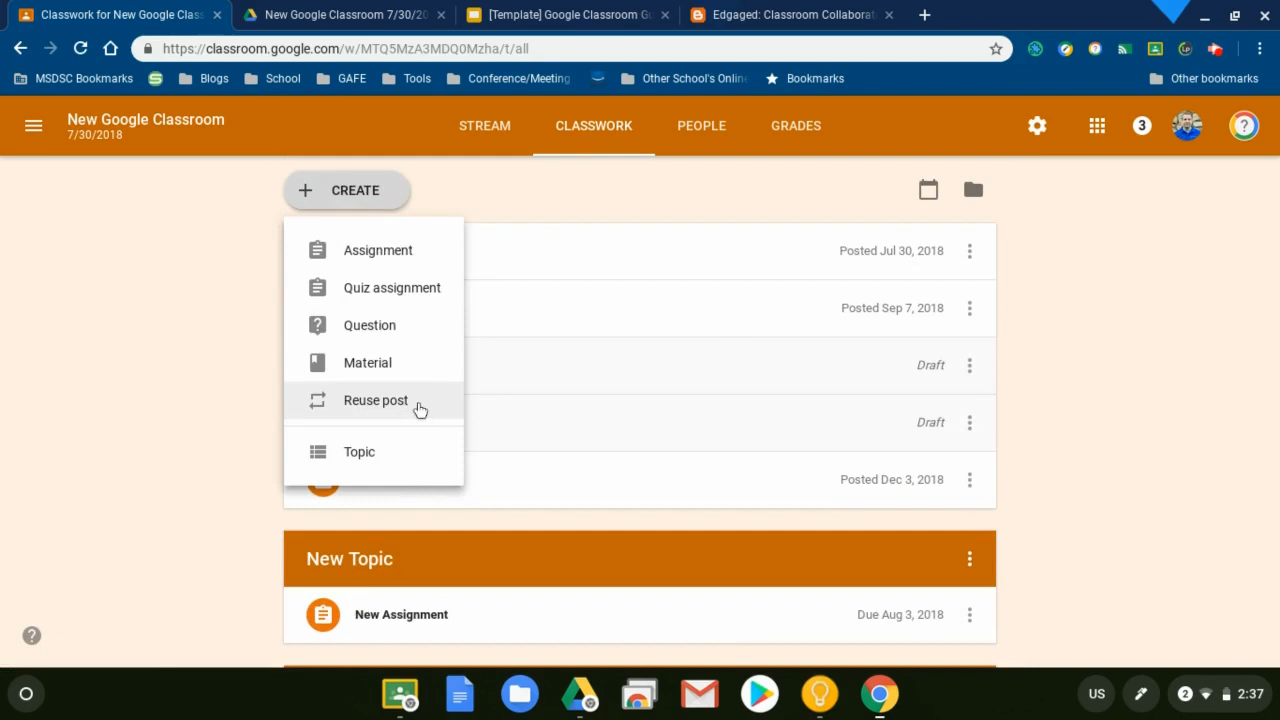 Classwork for New Google Class
New Google Classroom 7/30/20
[Template] Google Classroom Gu
Edgaged: Classroom Collaborat
https://classroom.google.com/w/MTQ5MzA3MDQ0Mzha/t/all
MSDSC Bookmarks
Blogs
School
GAFE
Tools
Conference/Meeting
Other School's Onlin
Bookmarks
Other bookmarks
New Google Classroom
7/30/2018
STREAM
CLASSWORK
PEOPLE
GRADES
3
CREATE
Assignment
Quiz assignment
Question
Material
Reuse post
Topic
Posted Jul 30, 2018
Posted Sep 7, 2018
Draft
Draft
Posted Dec 3, 2018
New Topic
New Assignment
Due Aug 3, 2018
US
2
2:37